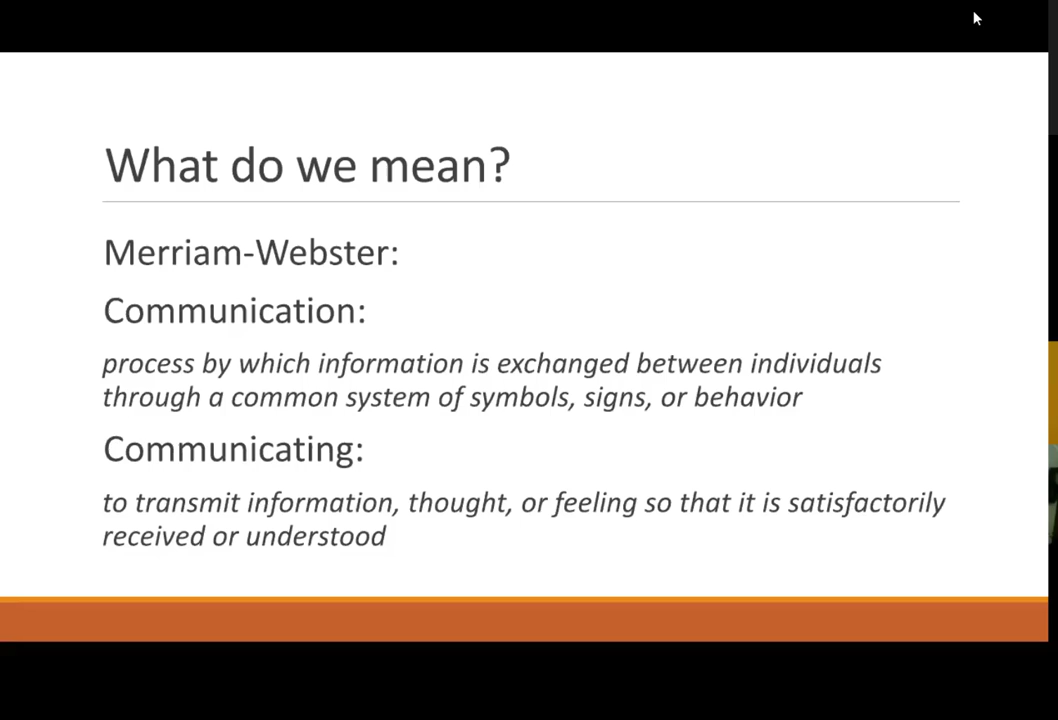 What do we mean?
Merriam-Webster:
Communication:
process by which information is exchanged between individuals
through a common system of symbols, signs, or behavior
Communicating:
to transmit information, thought, or feeling so that it is satisfactorily
received or understood